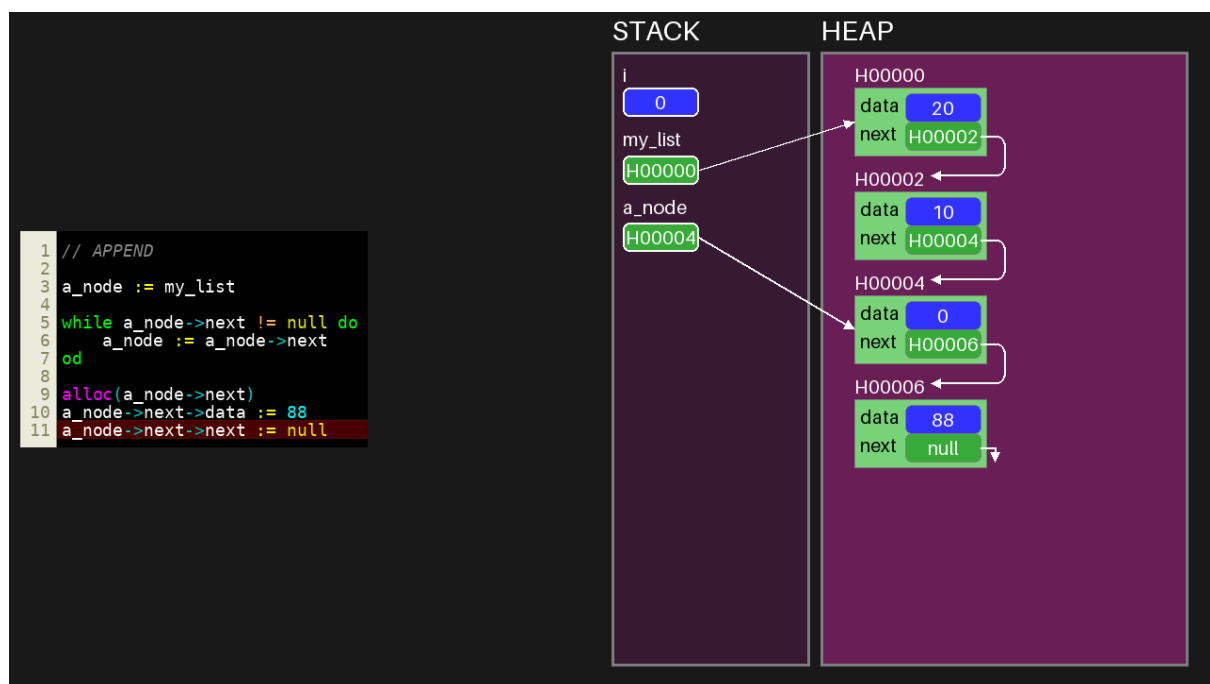 STACK
HEAP
1 // APPEND
2
3 a_node := my_list
4
5 while a_node->next != null do
6     a_node := a_node->next
7 od
8
9 alloc(a_node->next)
10 a_node->next->data := 88
11 a_node->next->next := null
i
0
my_list
H00000
a_node
H00004
H00000
data 20
next H00002
H00002
data 10
next H00004
H00004
data 0
next H00006
H00006
data 88
next null